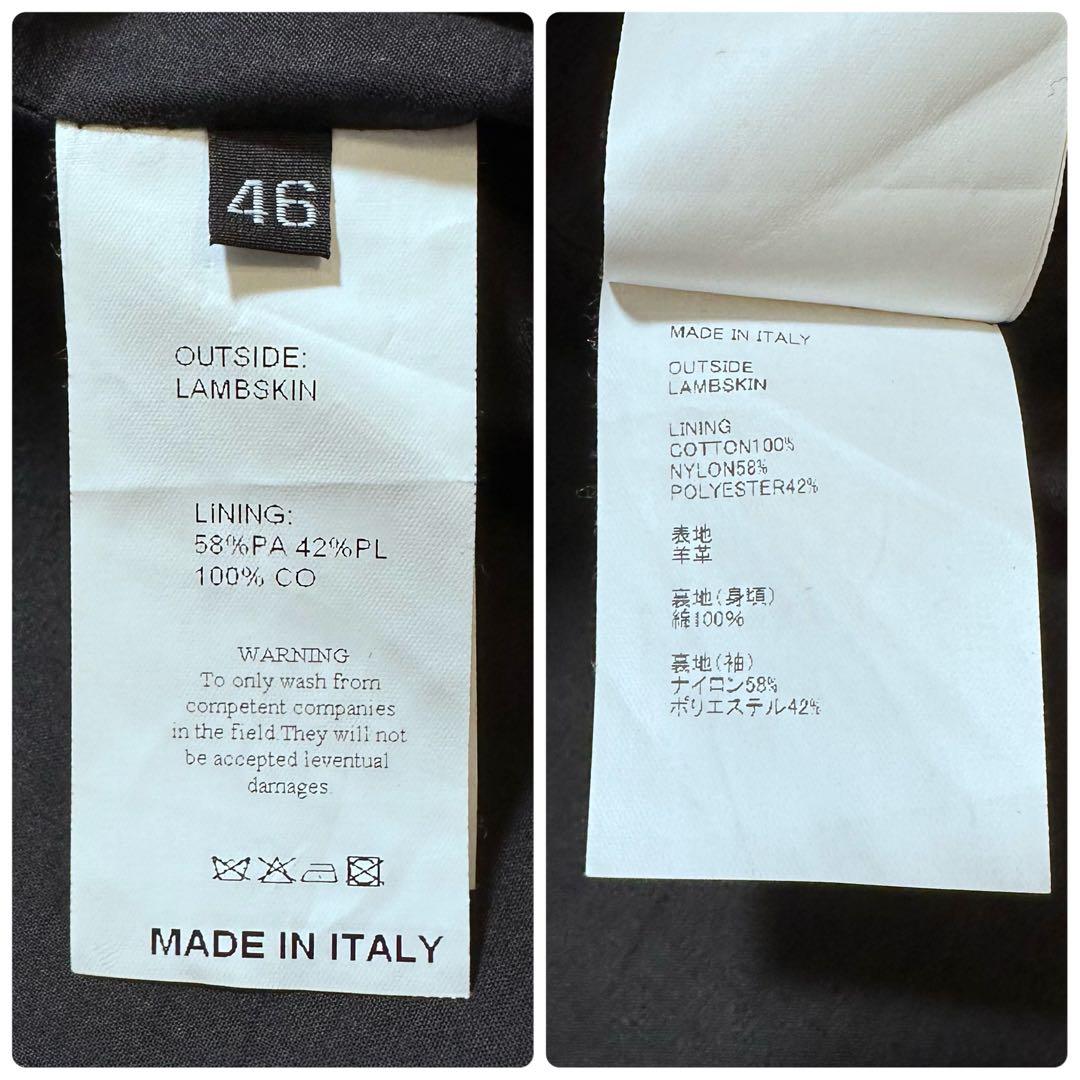 46
OUTSIDE:
LAMBSKIN
LiNING:
58%PA 42%PL
100% CO
WARNING
To only wash from
competent companies
in the field They will not
be accepted leventual
darnages
MADE IN ITALY
MADE IN ITALY
OUTSIDE
LAMBSKIN
LINING
COTTON100%
NYLON58%
POLYESTER42%
表地
羊革
裏地(身頃)
綿100%
裏地(袖)
ナイロン58%
ポリエステル42%